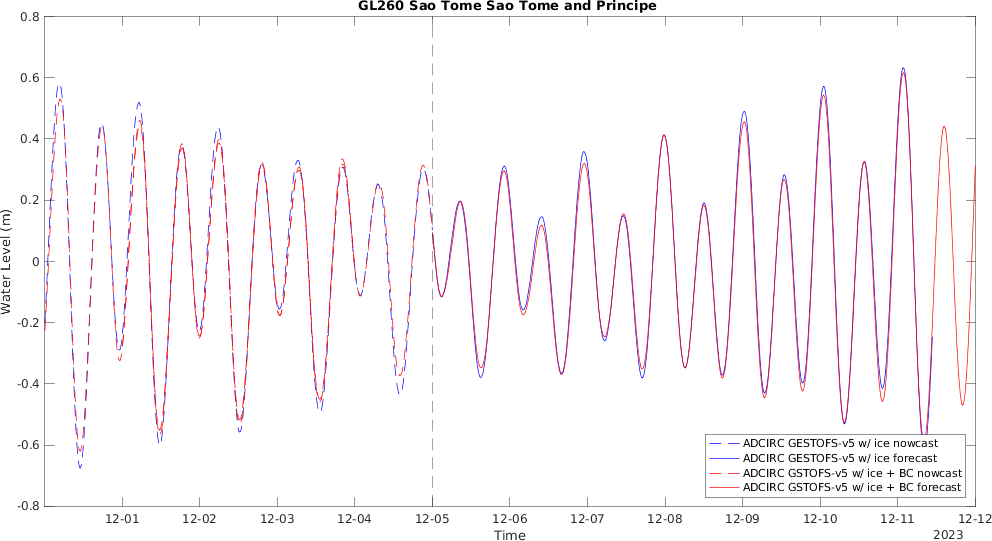 GL260 Sao Tome Sao Tome and Principe
0.8
0.6
0.4
0.2
0
-0.2
-0.4
-0.6
-0.8
Water Level (m)
12-01 12-02 12-03 12-04 12-05 12-06 12-07 12-08 12-09 12-10 12-11 12-12
Time
2023
ADCIRC GESTOFS-v5 w/ ice nowcast
ADCIRC GESTOFS-v5 w/ ice forecast
ADCIRC GSTOFS-v5 w/ ice + BC nowcast
ADCIRC GSTOFS-v5 w/ ice + BC forecast